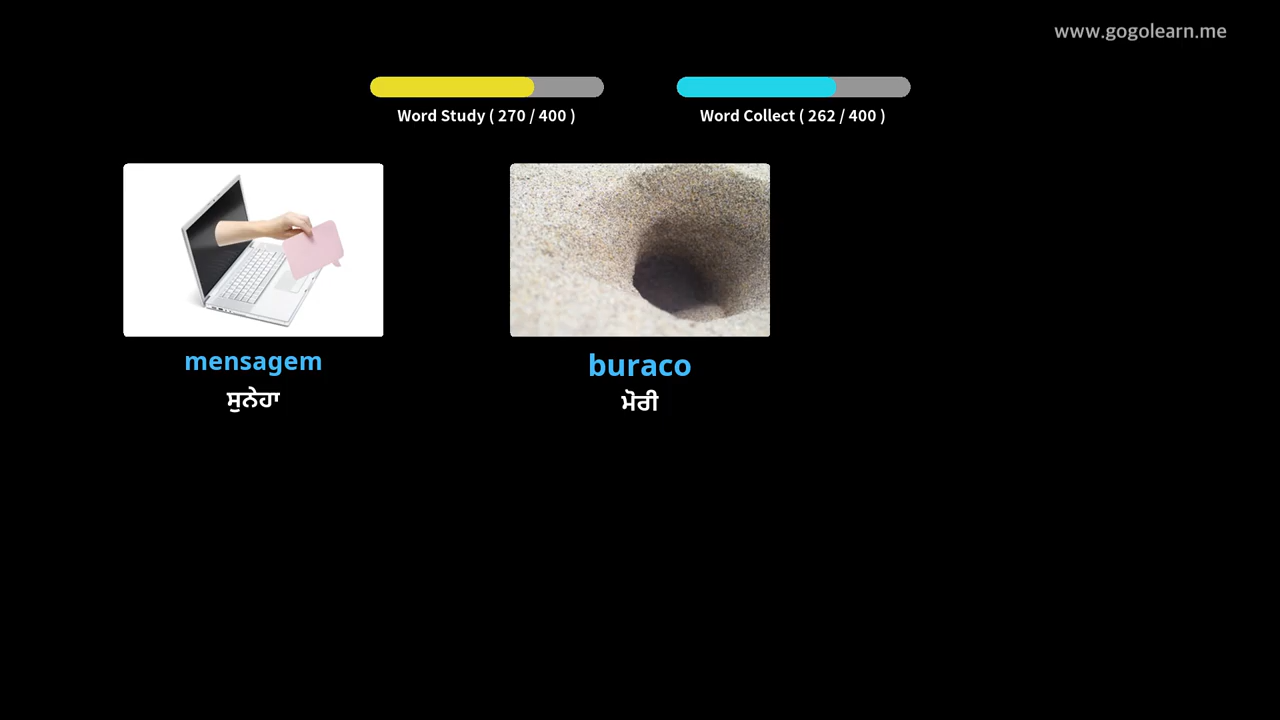 www.gogolearn.me
Word Study ( 270 / 400 )
Word Collect ( 262 / 400 )
mensagem
ਸੁਨੇਹਾ
buraco
ਮੋਰੀ